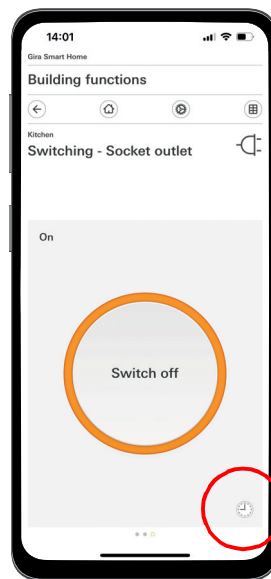 14:01
Gira Smart Home
Building functions
Kitchen
Switching - Socket outlet
On
Switch off